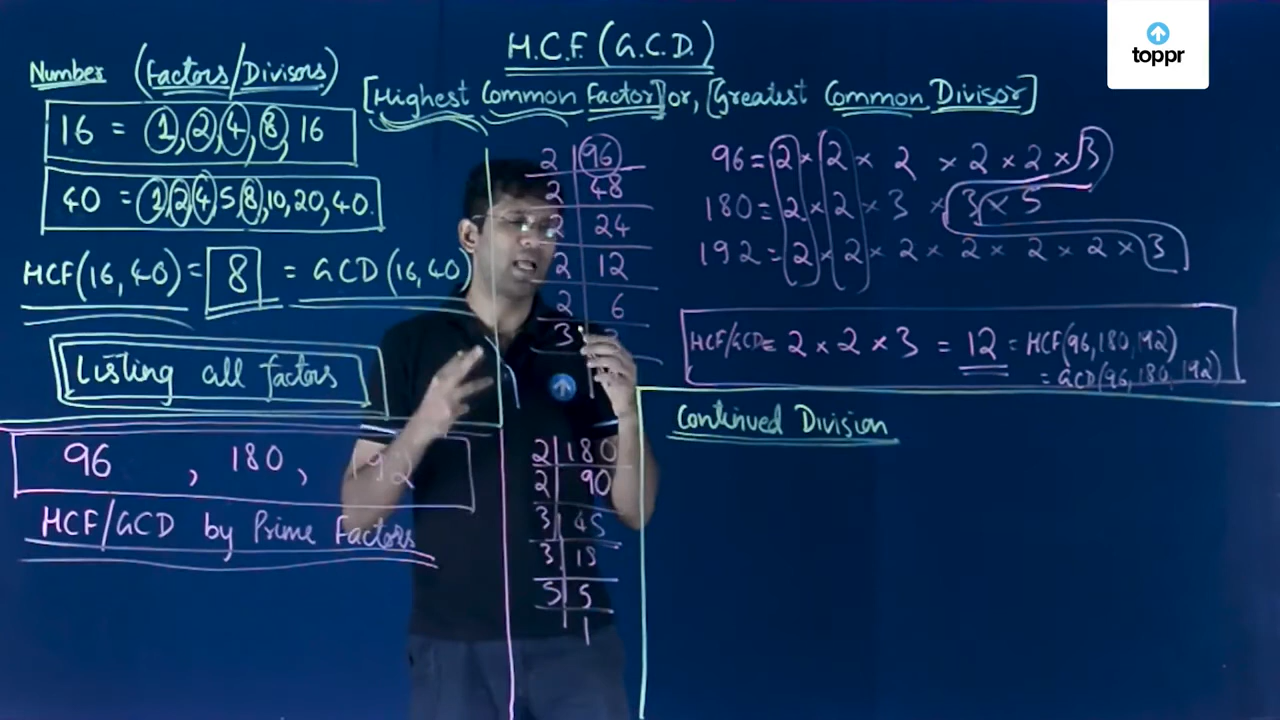 toppr
H.C.F. (G.C.D.)
[Highest Common Factor] or, [Greatest Common Divisor]
Number (Factors/Divisors)
16 = 1, 2, 4, 8, 16
40 = 1, 2, 4, 5, 8, 10, 20, 40.
HCF(16, 40) = 8 = GCD(16, 40)
Listing all factors
96, 180, 192
HCF/GCD by Prime Factors
2 | 96
2 | 48
2 | 24
2 | 12
2 | 6
3 | 3
2 | 180
2 | 90
3 | 45
3 | 15
5 | 5
1
96 = 2 × 2 × 2 × 2 × 2 × 3
180 = 2 × 2 × 3 × 3 × 5
192 = 2 × 2 × 2 × 2 × 2 × 2 × 3
HCF/GCD = 2 × 2 × 3 = 12 = HCF(96, 180, 192)
= GCD(96, 180, 192)
Continued Division